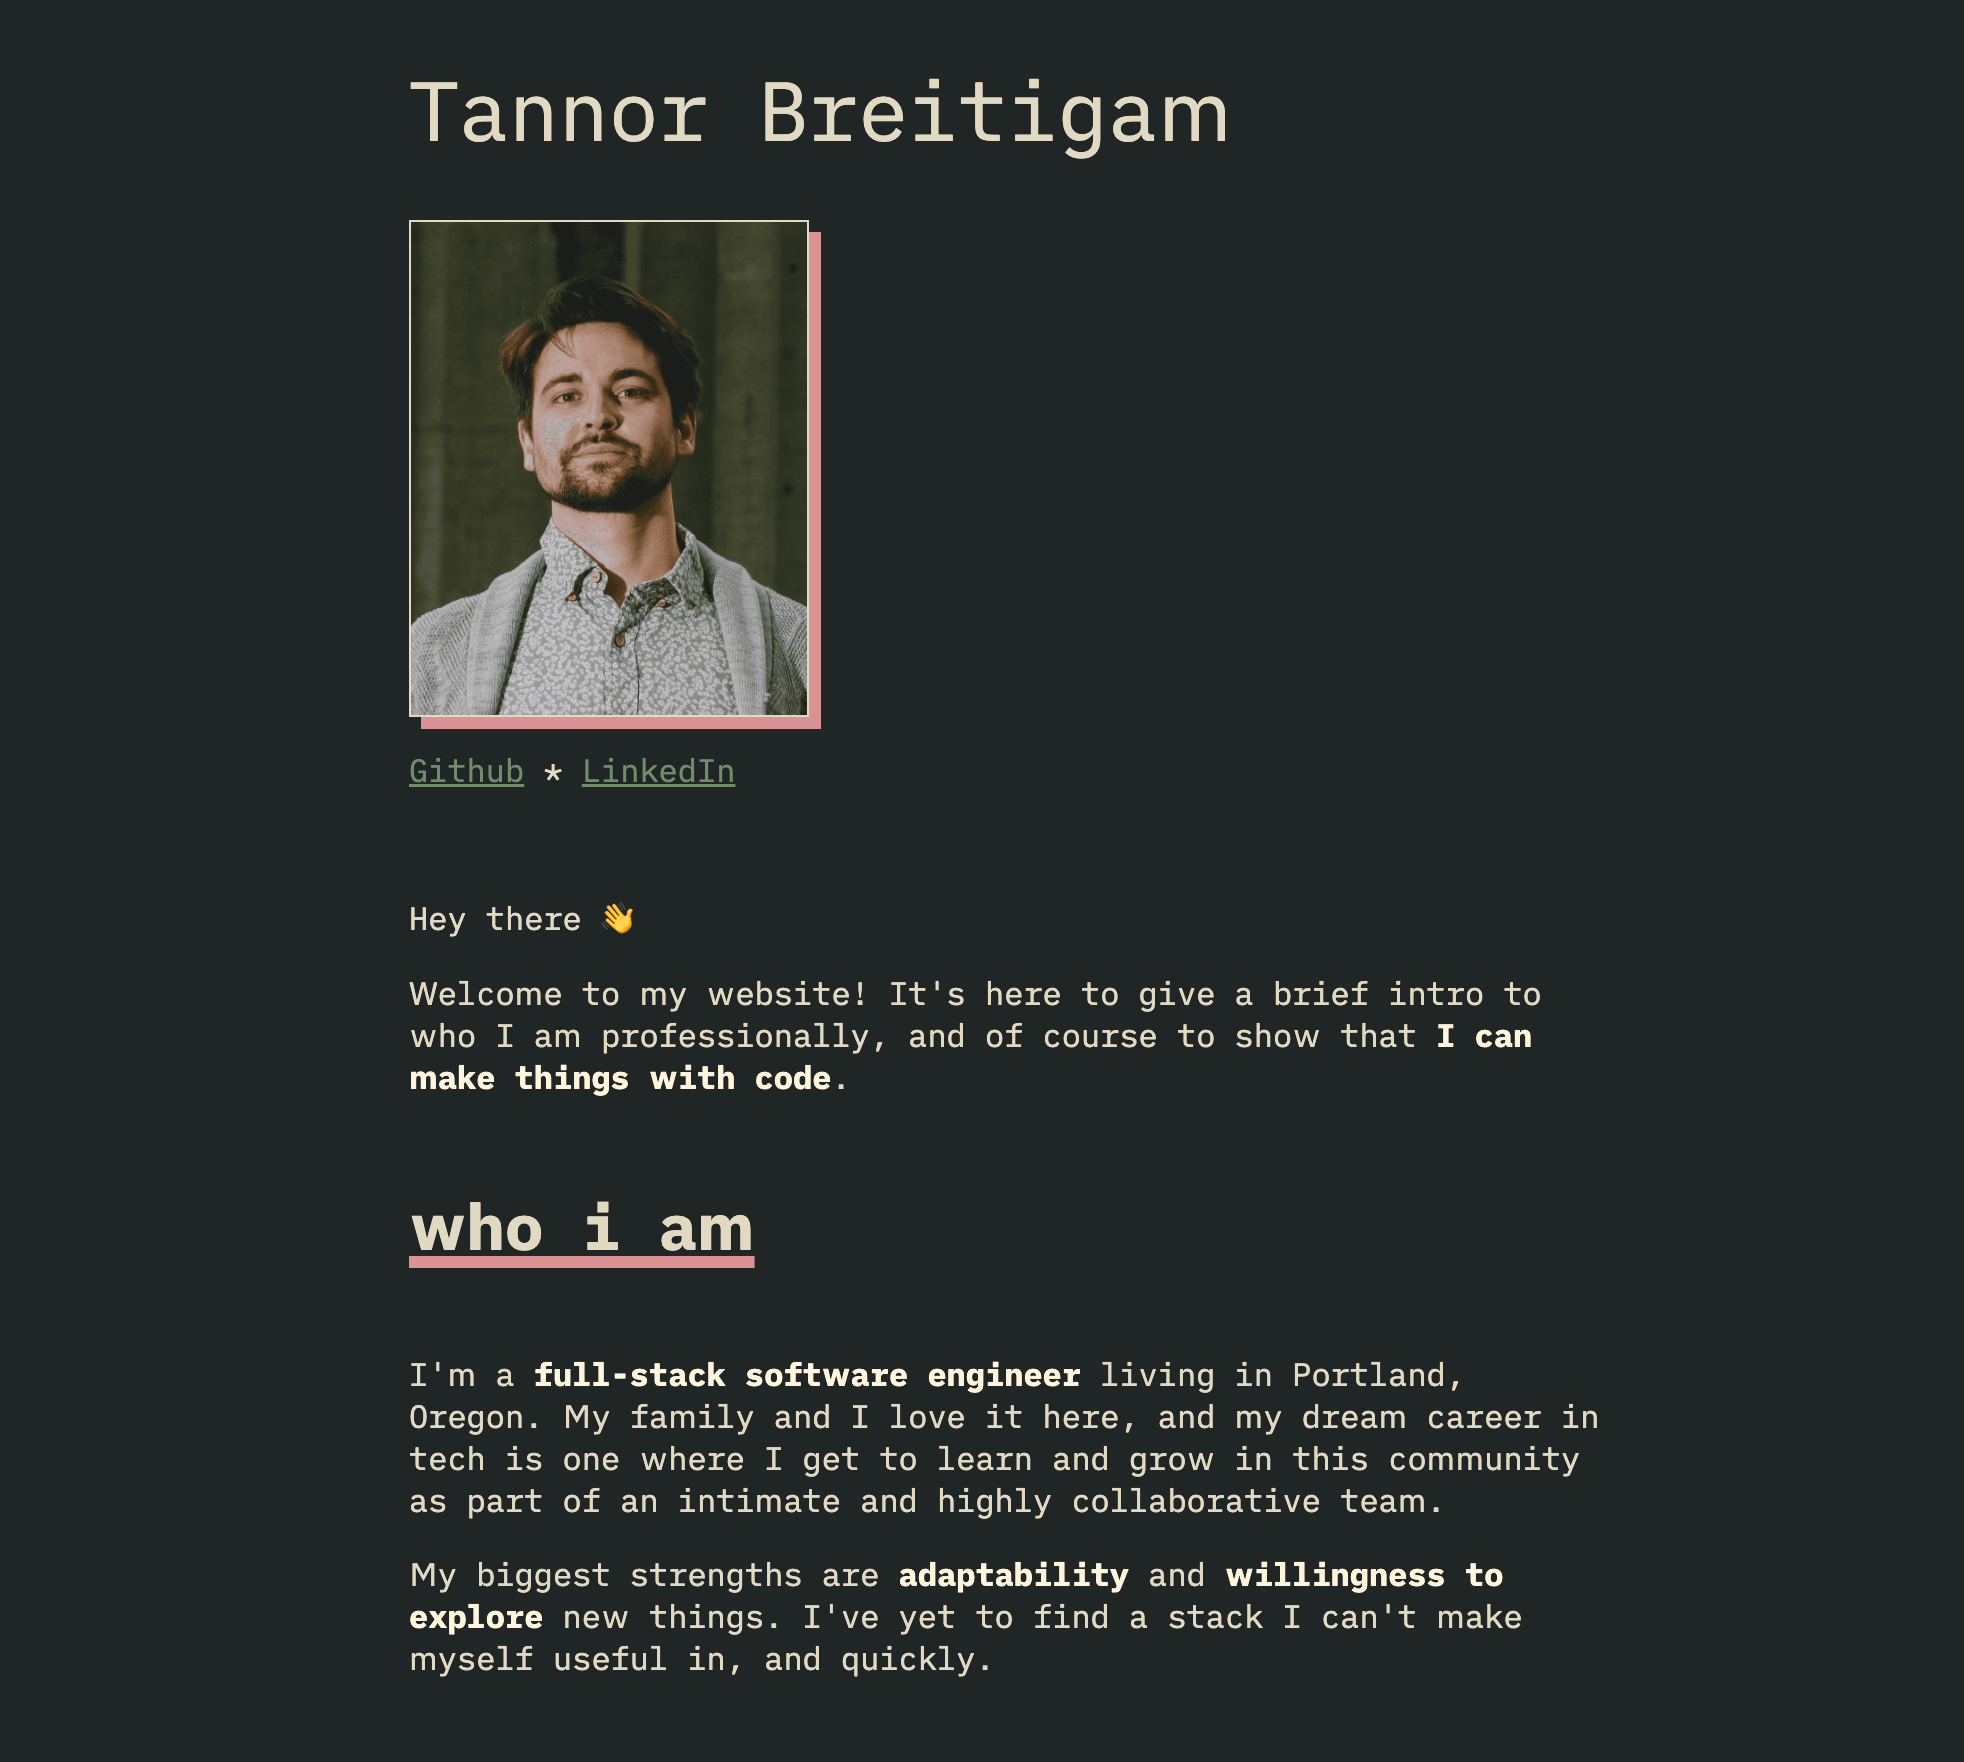 Tannor Breitigam
Github * LinkedIn
Hey there 👋
Welcome to my website! It's here to give a brief intro to
who I am professionally, and of course to show that I can
make things with code.
who i am
I'm a full-stack software engineer living in Portland,
Oregon. My family and I love it here, and my dream career in
tech is one where I get to learn and grow in this community
as part of an intimate and highly collaborative team.
My biggest strengths are adaptability and willingness to
explore new things. I've yet to find a stack I can't make
myself useful in, and quickly.